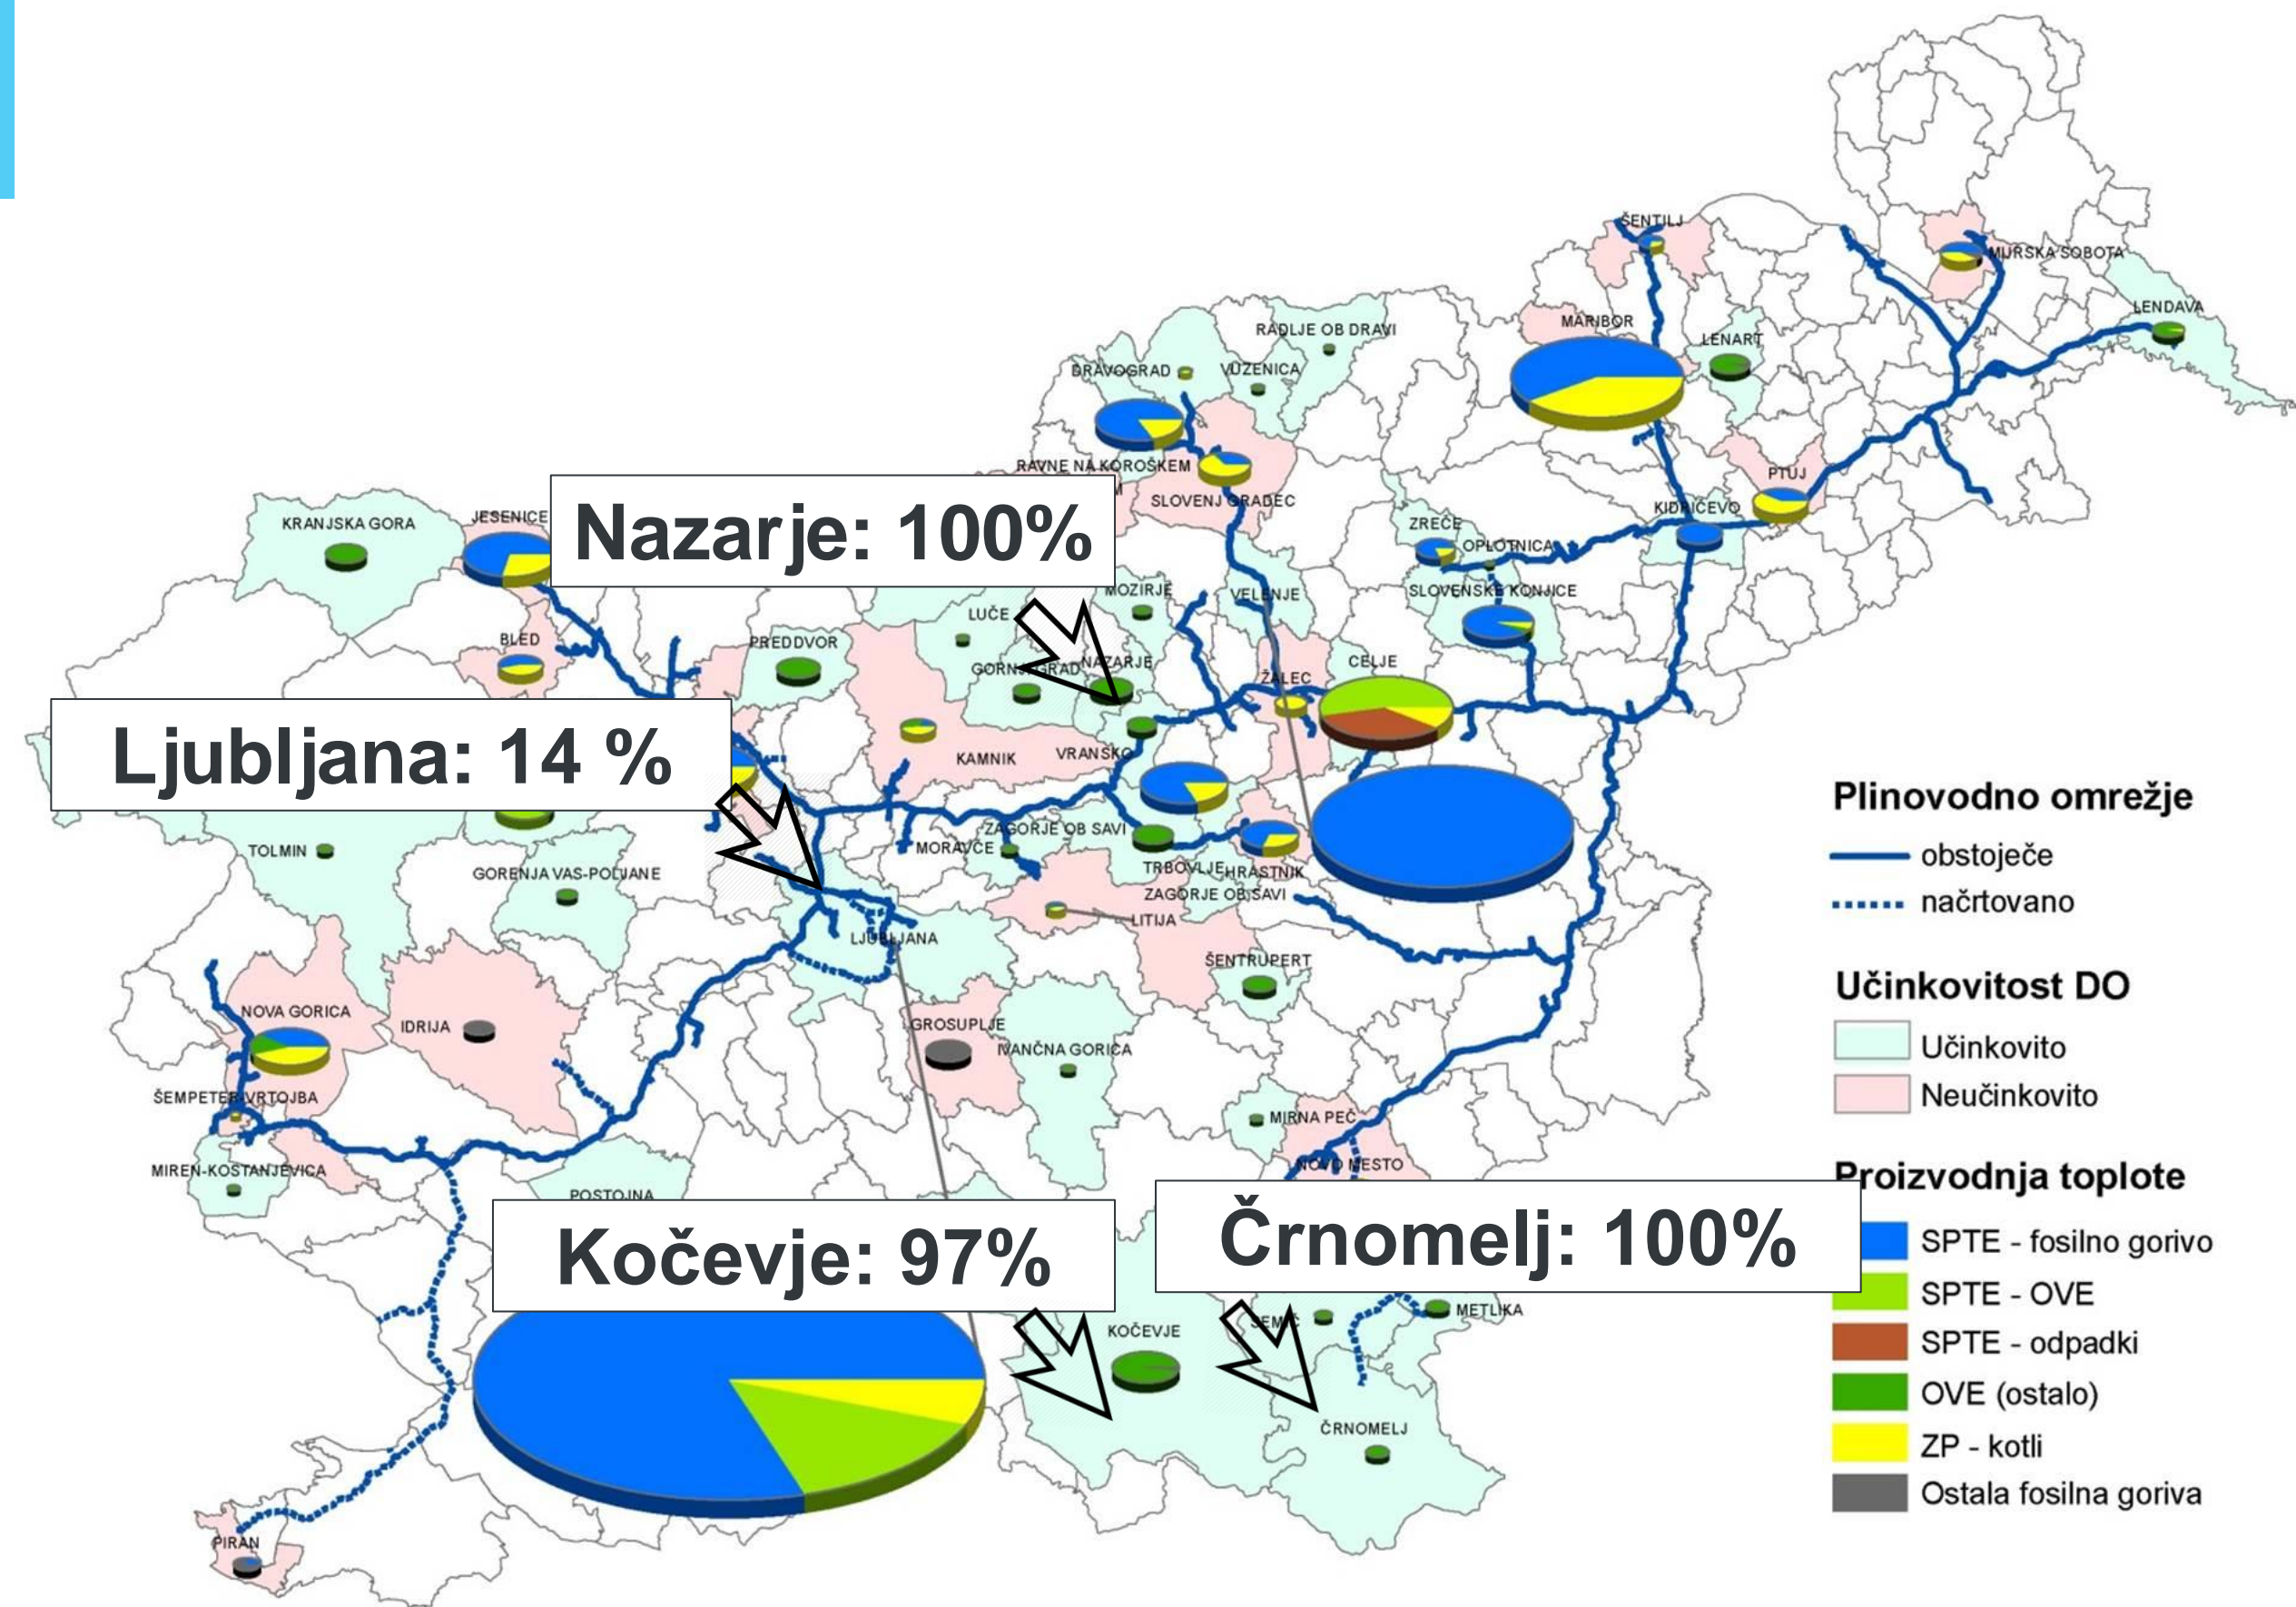 ŠENTILJ
MURSKA SOBOTA
LENDAVA
MARIBOR
RADLJE OB DRAVI
LENART
DRAVOGRAD
VUZENICA
RAVNE NA KOROŠKEM
M
SLOVENJ GRADEC
PTUJ
KIDRIČEVO
ZREČE
OPLOTNICA
SLOVENSKE KONJICE
KRANJSKA GORA
JESENICE
Nazarje: 100%
MOZIRJE
VELENJE
LUČE
BLED
PREDDVOR
GORNJI GRAD
NAZARJE
CELJE
ŽALEC
Ljubljana: 14 %
KAMNIK
VRANSKO
TOLMIN
GORENJA VAS-POLJANE
ZAGORJE OB SAVI
MORAVČE
TRBOVLJE
HRASTNIK
ZAGORJE OB SAVI
LITIJA
LJUBLJANA
ŠENTRUPERT
NOVA GORICA
IDRIJA
GROSUPLJE
IVANČNA GORICA
ŠEMPETER-VRTOJBA
MIRNA PEČ
MIREN-KOSTANJEVICA
NOVO MESTO
POSTOJNA
Kočevje: 97%
Črnomelj: 100%
SEMIČ
METLIKA
KOČEVJE
ČRNOMELJ
PIRAN
Plinovodno omrežje
obstoječe
načrtovano
Učinkovitost DO
Učinkovito
Neučinkovito
Proizvodnja toplote
SPTE - fosilno gorivo
SPTE - OVE
SPTE - odpadki
OVE (ostalo)
ZP - kotli
Ostala fosilna goriva